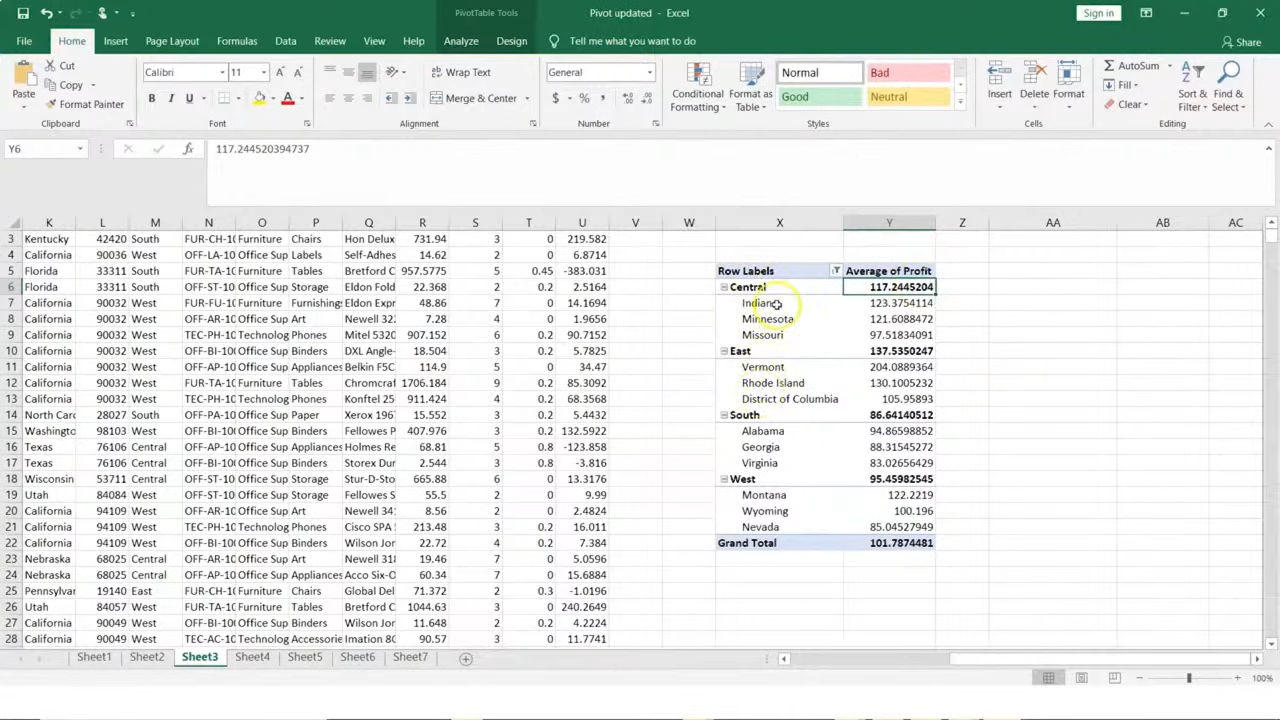 PivotTable Tools
Pivot updated - Excel
Sign in
File Home Insert Page Layout Formulas Data Review View Help Analyze Design Tell me what you want to do Share
Paste
Cut
Copy
Format Painter
Clipboard
Calibri 11
B I U
Font
Wrap Text
Merge & Center
Alignment
General
$ % ,
Number
Conditional Formatting
Format as Table
Normal Bad
Good Neutral
Styles
Insert Delete Format
Cells
AutoSum
Fill
Clear
Sort & Filter
Find & Select
Editing
Y6 fx 117.244520394737
K L M N O P Q R S T U V W X Y Z AA AB AC
3 Kentucky 42420 South FUR-CH-10 Furniture Chairs Hon Delux 731.94 3 0 219.582
4 California 90036 West OFF-LA-10 Office Sup Labels Self-Adhes 14.62 2 0 6.8714
5 Florida 33311 South FUR-TA-10 Furniture Tables Bretford C 957.5775 5 0.45 -383.031 Row Labels Average of Profit
6 Florida 33311 South OFF-ST-10 Office Sup Storage Eldon Fold 22.368 2 0.2 2.5164 Central 117.2445204
7 California 90032 West FUR-FU-10 Furniture Furnishing Eldon Expr 48.86 7 0 14.1694 Indiana 123.3754114
8 California 90032 West OFF-AR-10 Office Sup Art Newell 322 7.28 4 0 1.9656 Minnesota 121.6088472
9 California 90032 West TEC-PH-10 Technolog Phones Mitel 5320 907.152 6 0.2 90.7152 Missouri 97.51834091
10 California 90032 West OFF-BI-100 Office Sup Binders DXL Angle- 18.504 3 0.2 5.7825 East 137.5350247
11 California 90032 West OFF-AP-10 Office Sup Appliances Belkin F5C 114.9 5 0 34.47 Vermont 204.0889364
12 California 90032 West FUR-TA-10 Furniture Tables Chromcraf 1706.184 9 0.2 85.3092 Rhode Island 130.1005232
13 California 90032 West TEC-PH-10 Technolog Phones Konftel 25 911.424 4 0.2 68.3568 District of Columbia 105.95893
14 North Carc 28027 South OFF-PA-10 Office Sup Paper Xerox 1967 15.552 3 0.2 5.4432 South 86.64140512
15 Washingto 98103 West OFF-BI-100 Office Sup Binders Fellowes P 407.976 3 0.2 132.5922 Alabama 94.86598852
16 Texas 76106 Central OFF-AP-10 Office Sup Appliances Holmes Re 68.81 5 0.8 -123.858 Georgia 88.31545272
17 Texas 76106 Central OFF-BI-100 Office Sup Binders Storex Dur 2.544 3 0.8 -3.816 Virginia 83.02656429
18 Wisconsin 53711 Central OFF-ST-10 Office Sup Storage Stur-D-Sto 665.88 6 0 13.3176 West 95.45982545
19 Utah 84084 West OFF-ST-10 Office Sup Storage Fellowes S 55.5 2 0 9.99 Montana 122.2219
20 California 94109 West OFF-AR-10 Office Sup Art Newell 341 8.56 2 0 2.4824 Wyoming 100.196
21 California 94109 West TEC-PH-10 Technolog Phones Cisco SPA 213.48 3 0.2 16.011 Nevada 85.04527949
22 California 94109 West OFF-BI-100 Office Sup Binders Wilson Jon 22.72 4 0.2 7.384 Grand Total 101.7874481
23 Nebraska 68025 Central OFF-AR-10 Office Sup Art Newell 318 19.46 7 0 5.0596
24 Nebraska 68025 Central OFF-AP-10 Office Sup Appliances Acco Six-O 60.34 7 0 15.6884
25 Pennsylvar 19140 East FUR-CH-10 Furniture Chairs Global Del 71.372 2 0.3 -1.0196
26 Utah 84057 West FUR-TA-10 Furniture Tables Bretford C 1044.63 3 0 240.2649
27 California 90049 West OFF-BI-100 Office Sup Binders Wilson Jon 11.648 2 0.2 4.2224
28 California 90049 West TEC-AC-10 Technolog Accessorie Imation 8G 90.57 3 0 11.7741
Sheet1 Sheet2 Sheet3 Sheet4 Sheet5 Sheet6 Sheet7
100%